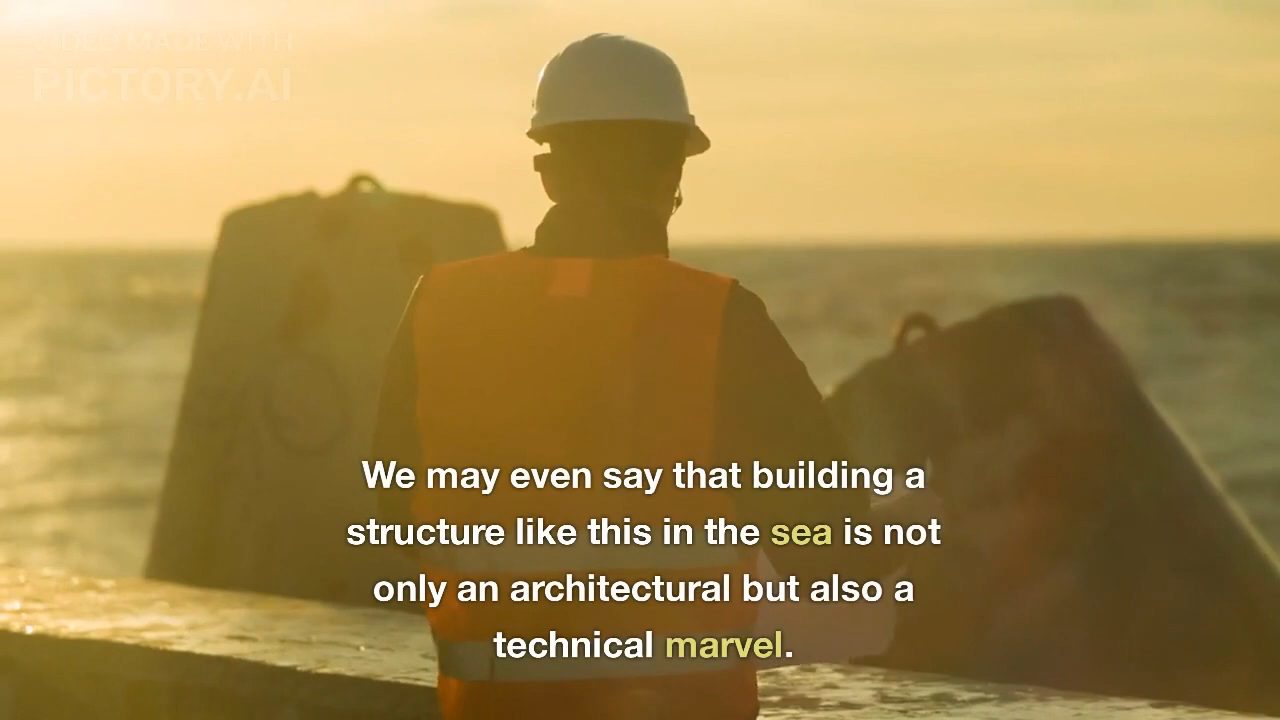 VIDEO MADE WITH
PICTORY.AI
We may even say that building a
structure like this in the sea is not
only an architectural but also a
technical marvel.